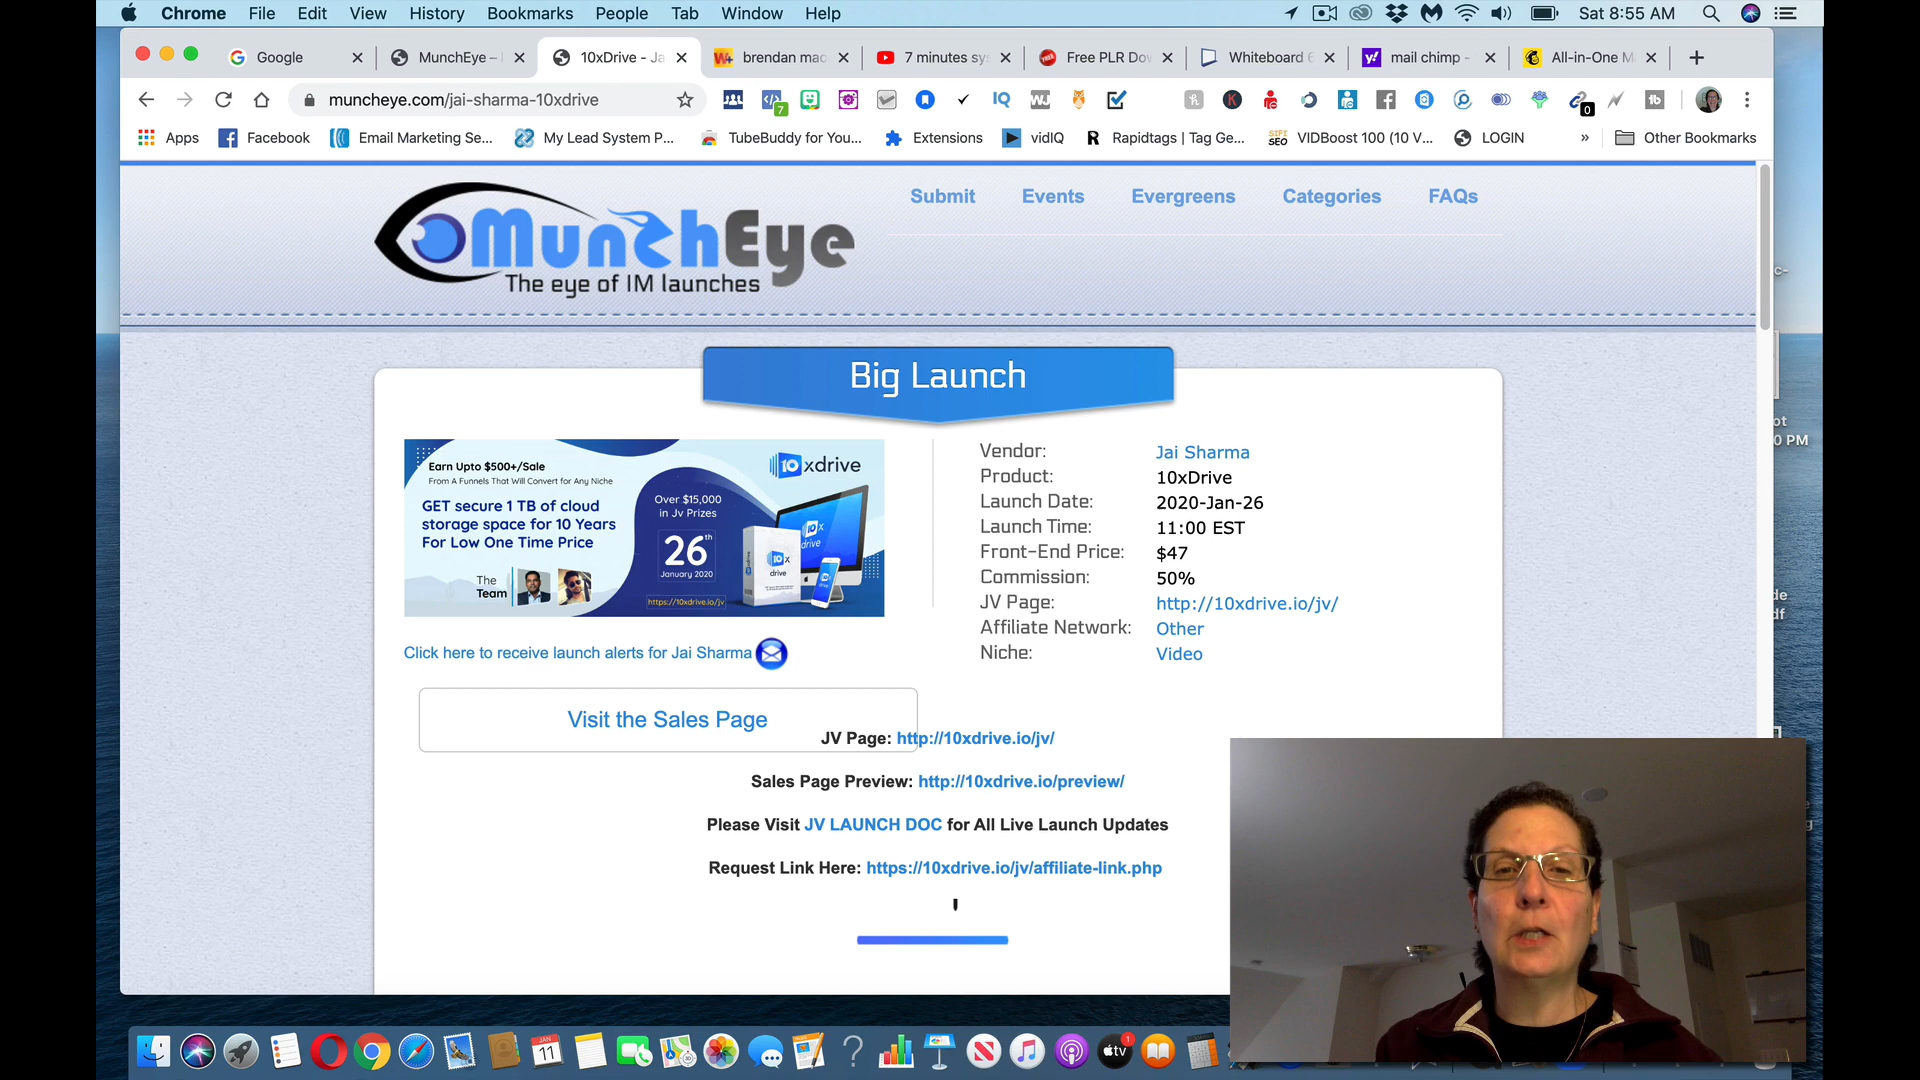 Chrome File Edit View History Bookmarks People Tab Window Help Sat 8:55 AM
Google MunchEye – 10xDrive - Ja brendan mac 7 minutes sy Free PLR Do Whiteboard mail chimp - All-in-One M
muncheye.com/jai-sharma-10xdrive
Apps Facebook Email Marketing Se... My Lead System P... TubeBuddy for You... Extensions vidIQ Rapidtags | Tag Ge... VIDBoost 100 (10 V... LOGIN » Other Bookmarks
MunchEye
The eye of IM launches
Submit Events Evergreens Categories FAQs
Big Launch
Earn Upto $500+/Sale
From A Funnels That Will Convert for Any Niche
GET secure 1 TB of cloud
storage space for 10 Years
For Low One Time Price
The
Team
Over $15,000
in Jv Prizes
26th
January 2020
https://10xdrive.io/jv
10xdrive
Vendor: Jai Sharma
Product: 10xDrive
Launch Date: 2020-Jan-26
Launch Time: 11:00 EST
Front-End Price: $47
Commission: 50%
JV Page: http://10xdrive.io/jv/
Affiliate Network: Other
Niche: Video
Click here to receive launch alerts for Jai Sharma
Visit the Sales Page
JV Page: http://10xdrive.io/jv/
Sales Page Preview: http://10xdrive.io/preview/
Please Visit JV LAUNCH DOC for All Live Launch Updates
Request Link Here: https://10xdrive.io/jv/affiliate-link.php
JAN
11
tv
1